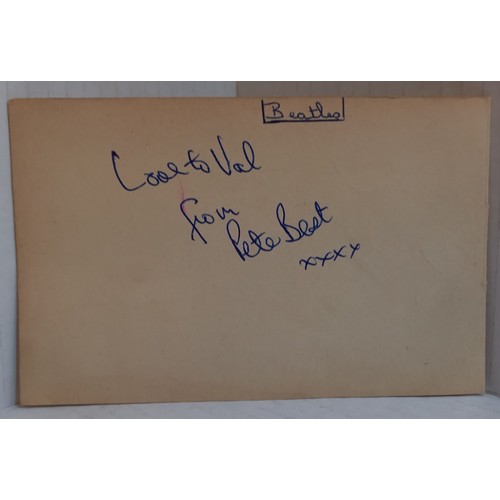 Beatles
Love to Val
from
Pete Best
xxxx